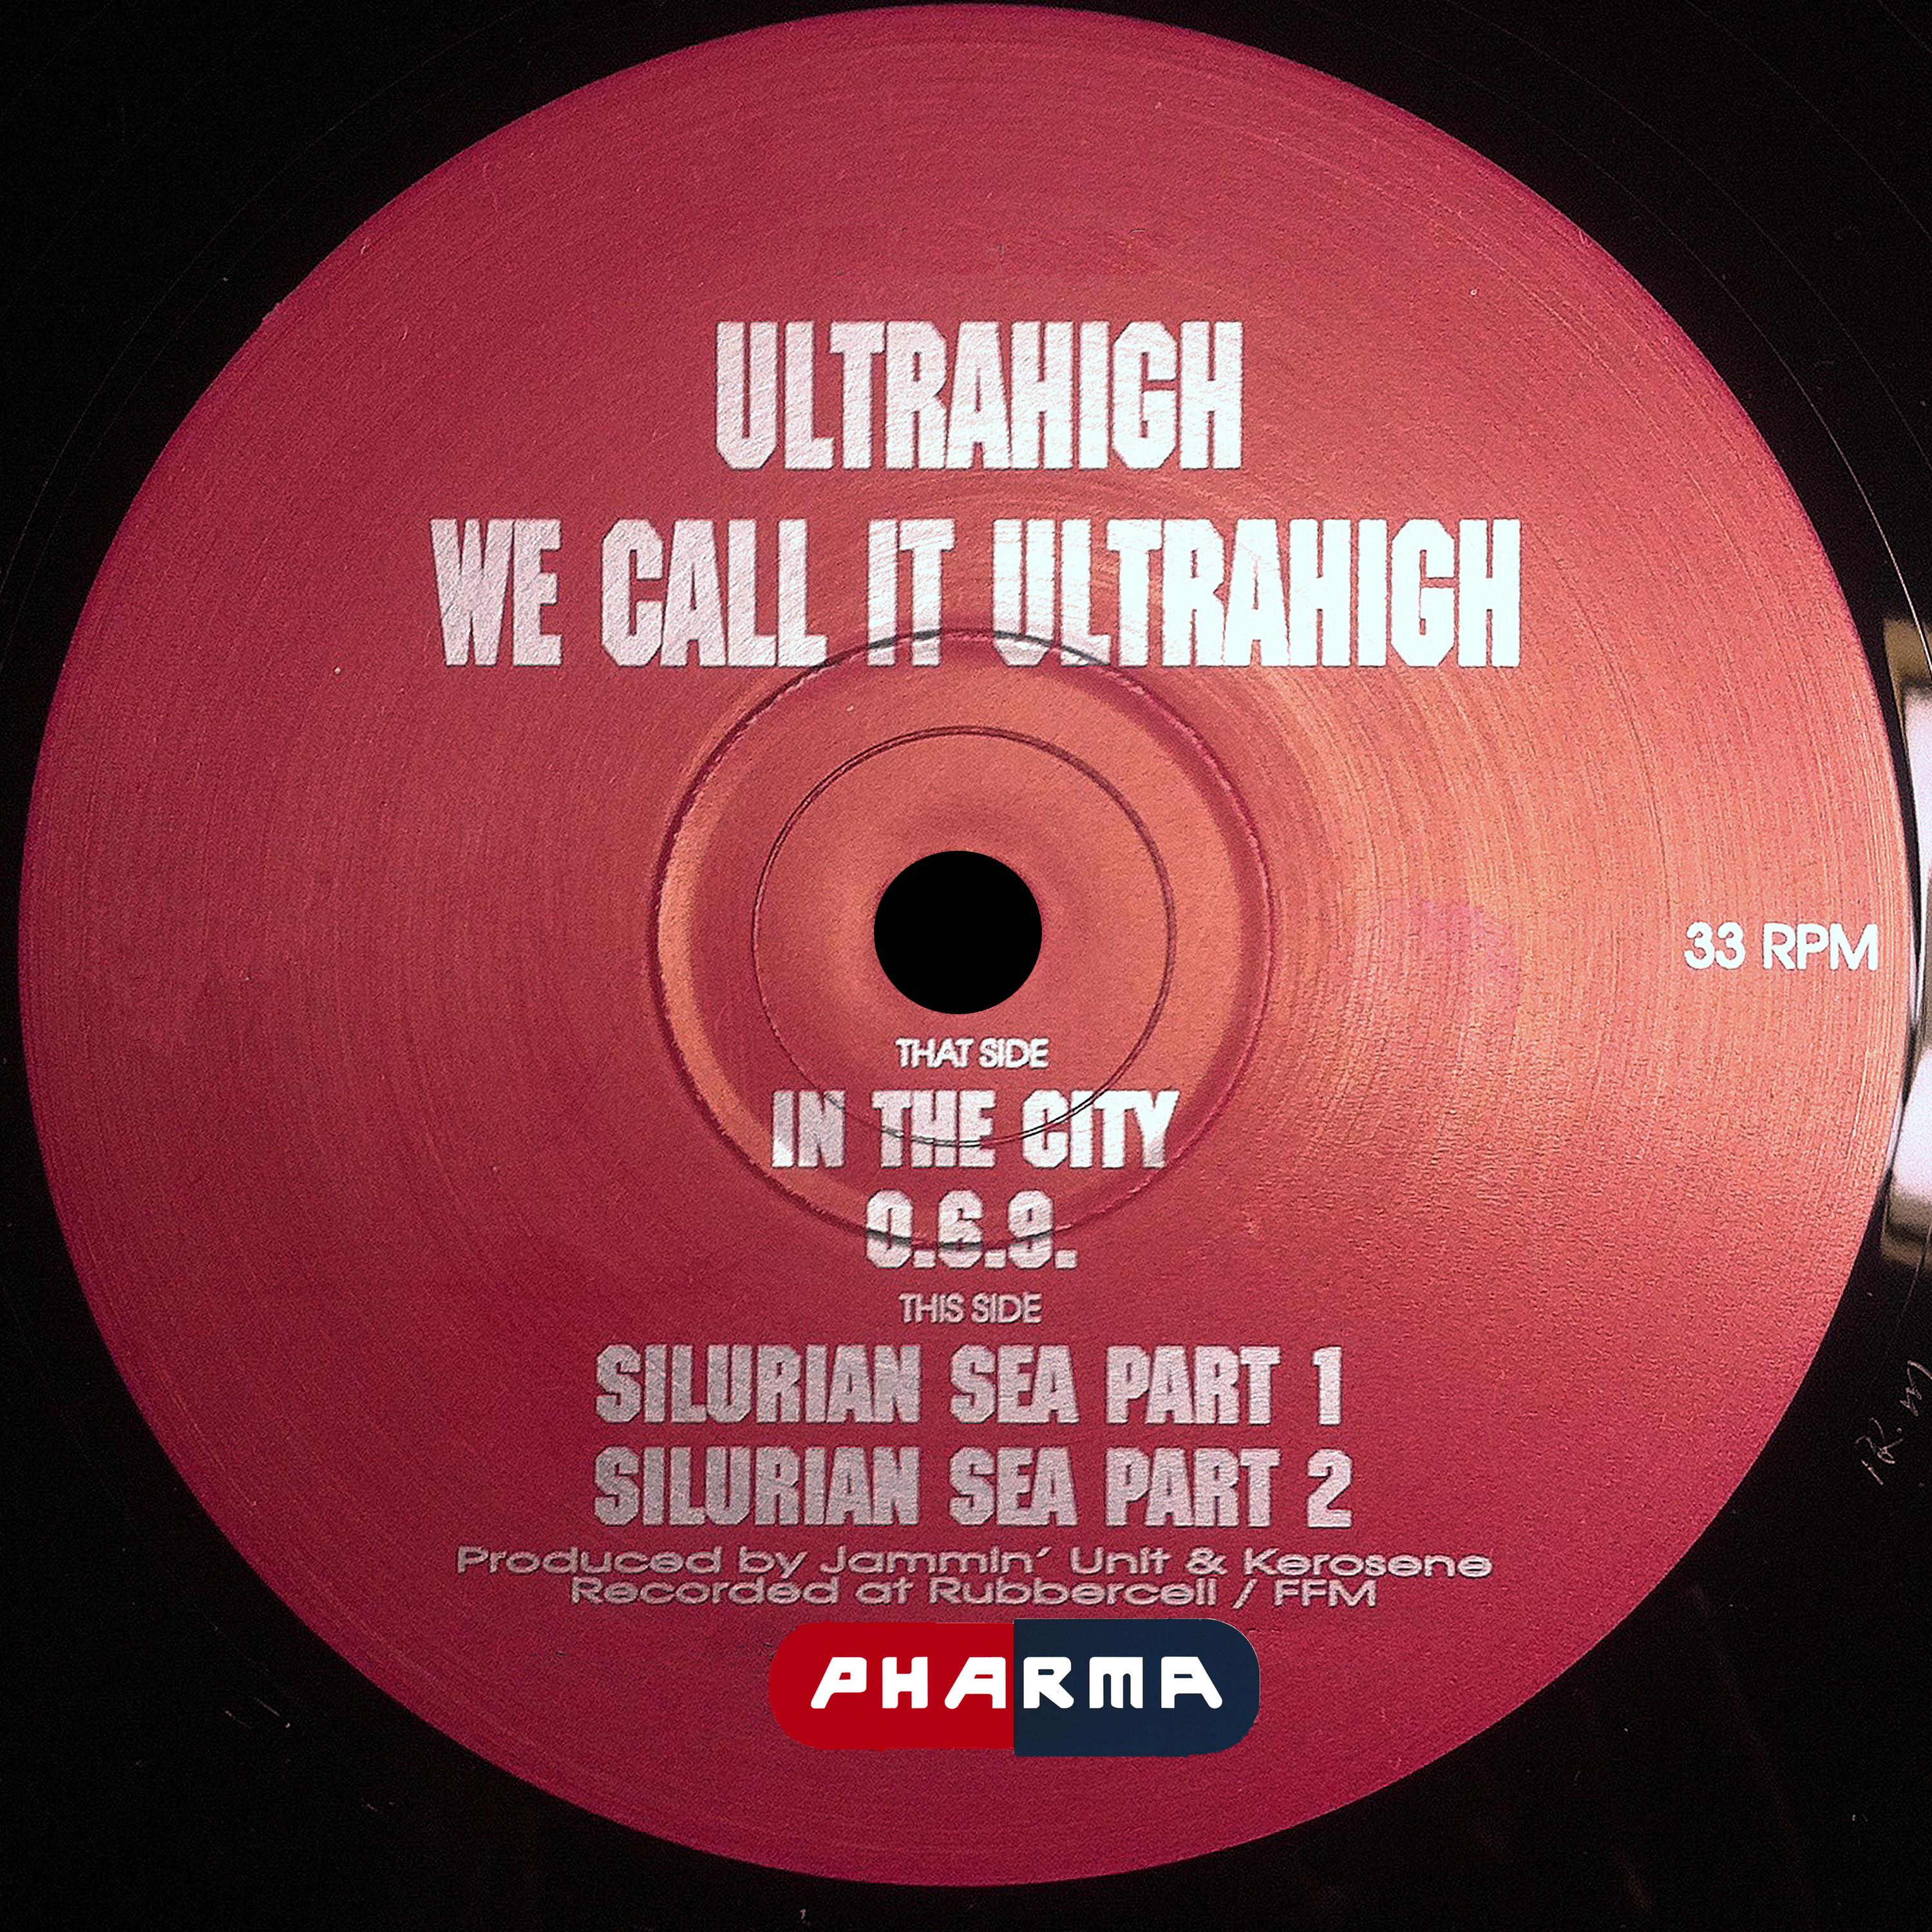 ULTRAHIGH
WE CALL IT ULTRAHIGH
33 RPM
THAT SIDE
IN THE CITY
0.6.9.
THIS SIDE
SILURIAN SEA PART 1
SILURIAN SEA PART 2
Produced by Jammin´ Unit & Kerosene
Recorded at Rubbercell / FFM
PHARMA